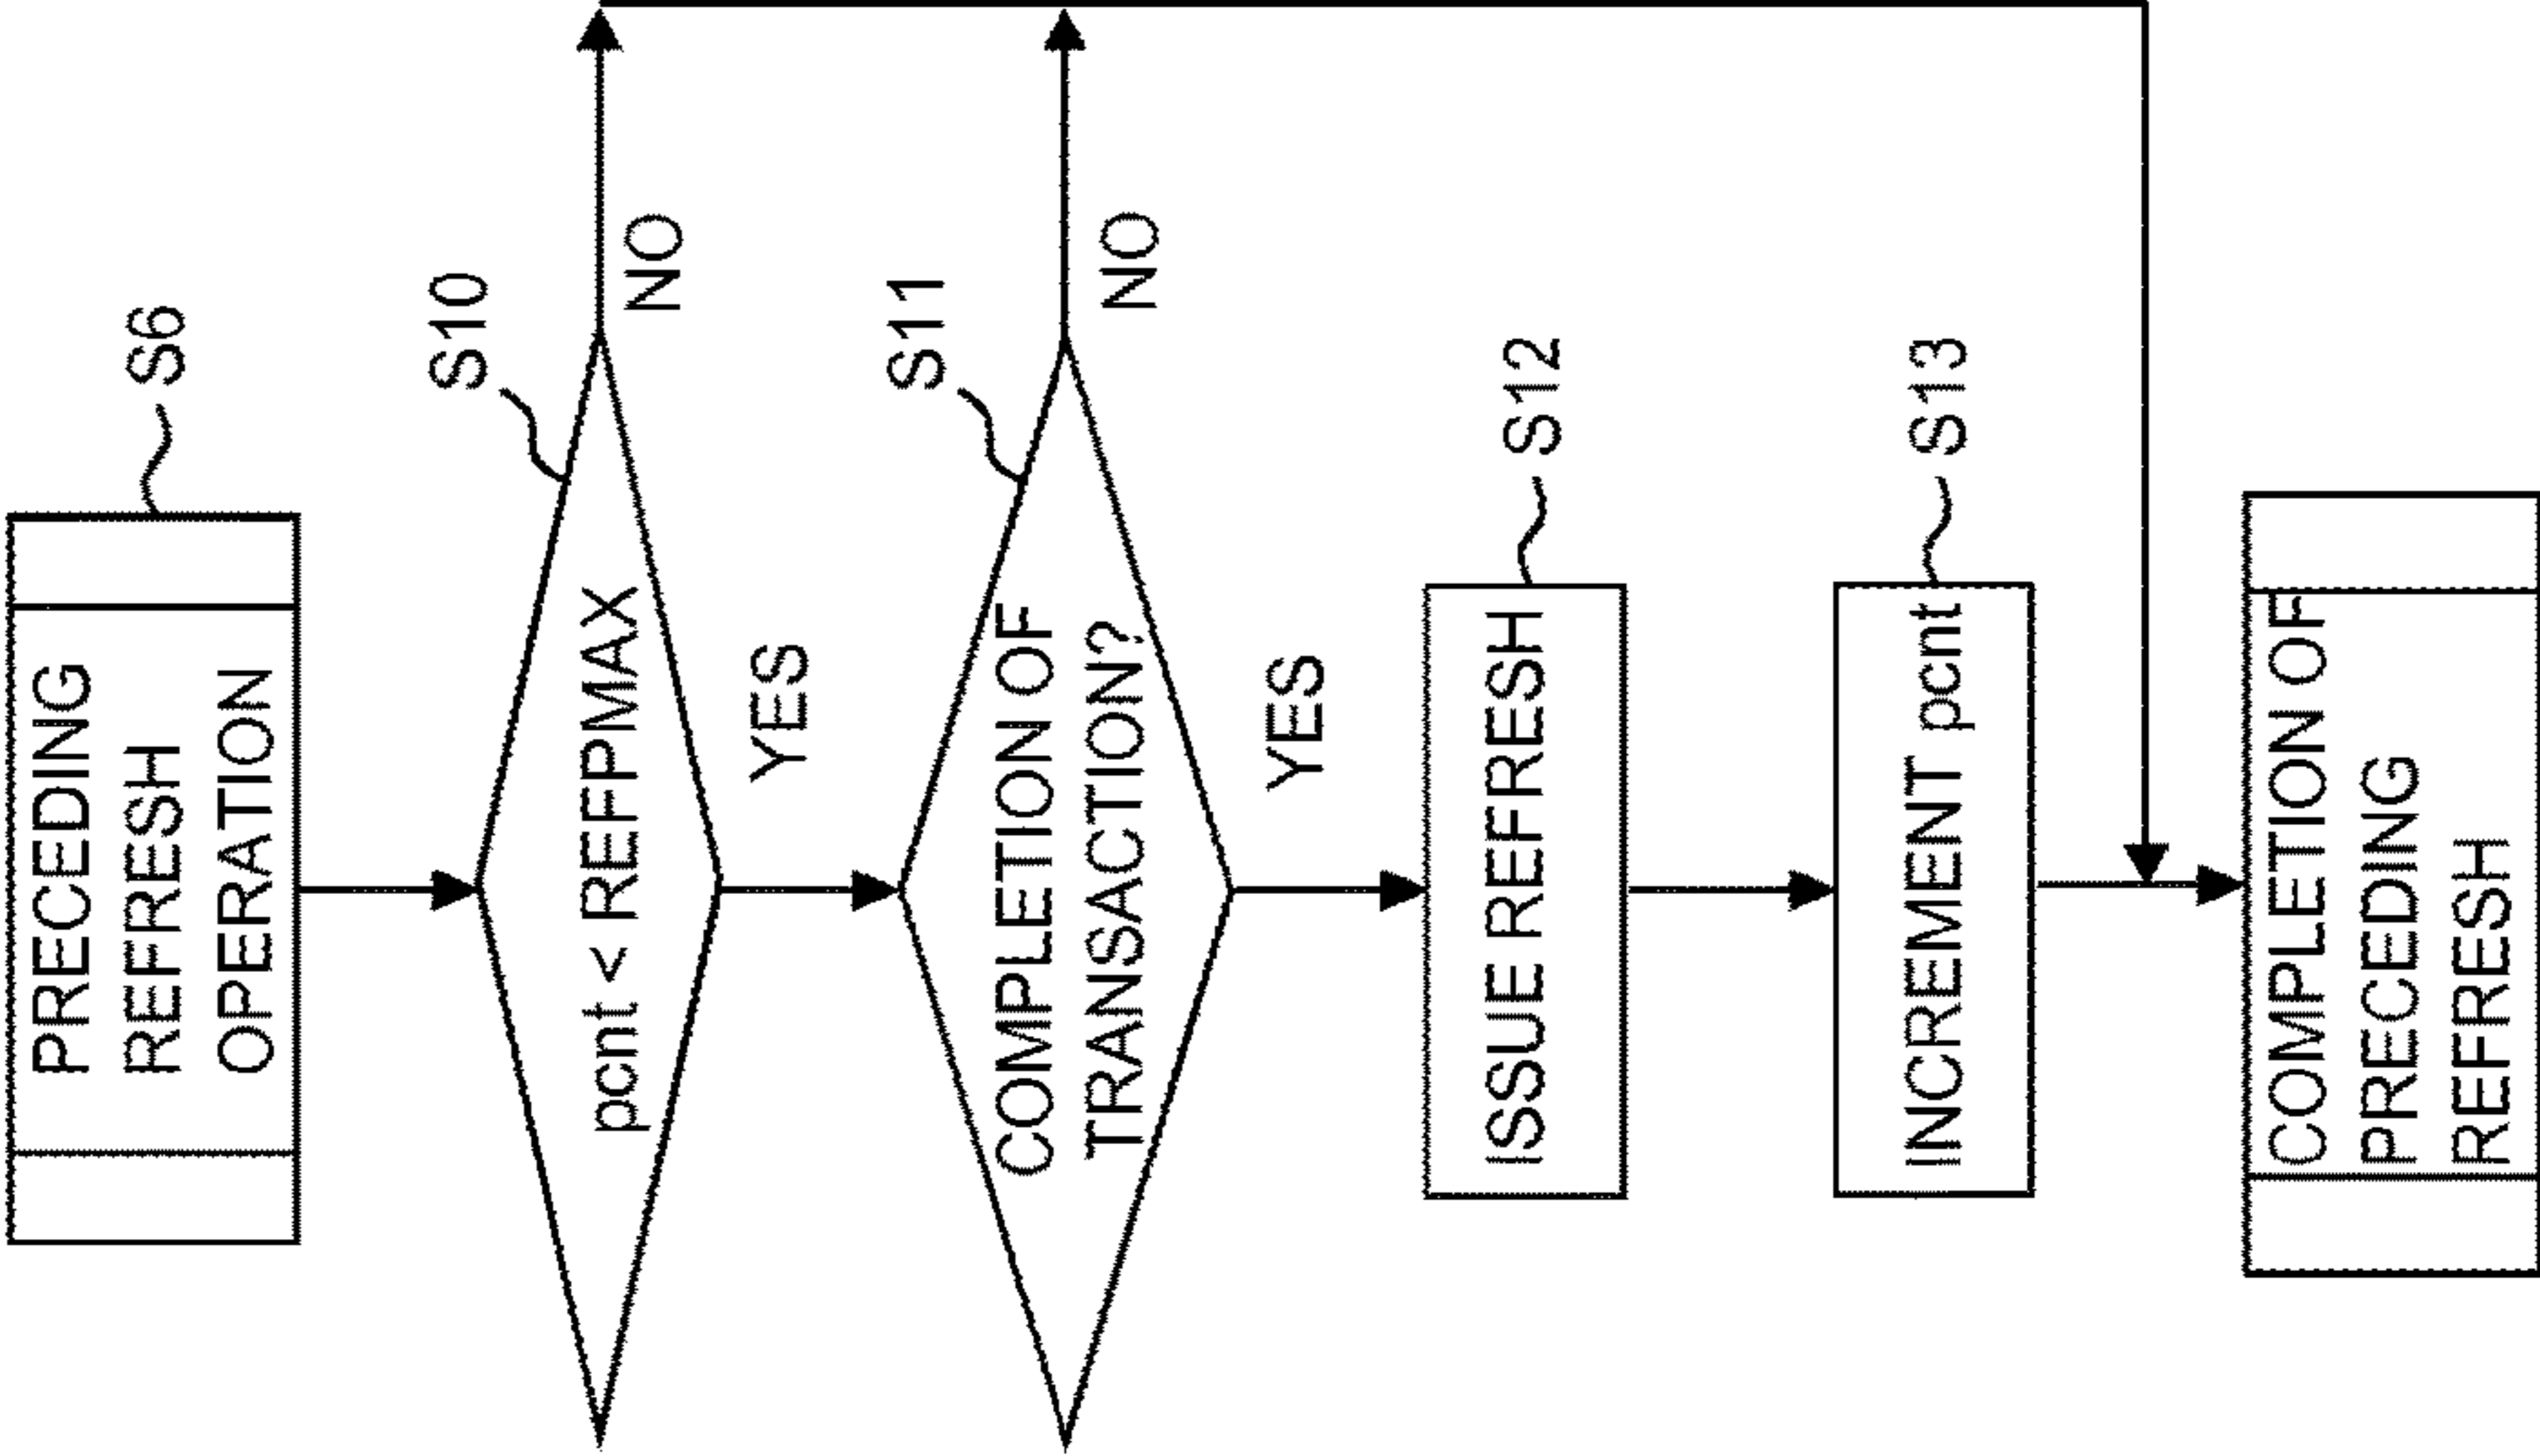 PRECEDING
REFRESH
OPERATION
S6
pcnt < REFPMAX
S10
NO
YES
COMPLETION OF
TRANSACTION?
S11
NO
YES
ISSUE REFRESH
S12
INCREMENT pcnt
S13
COMPLETION OF
PRECEDING
REFRESH